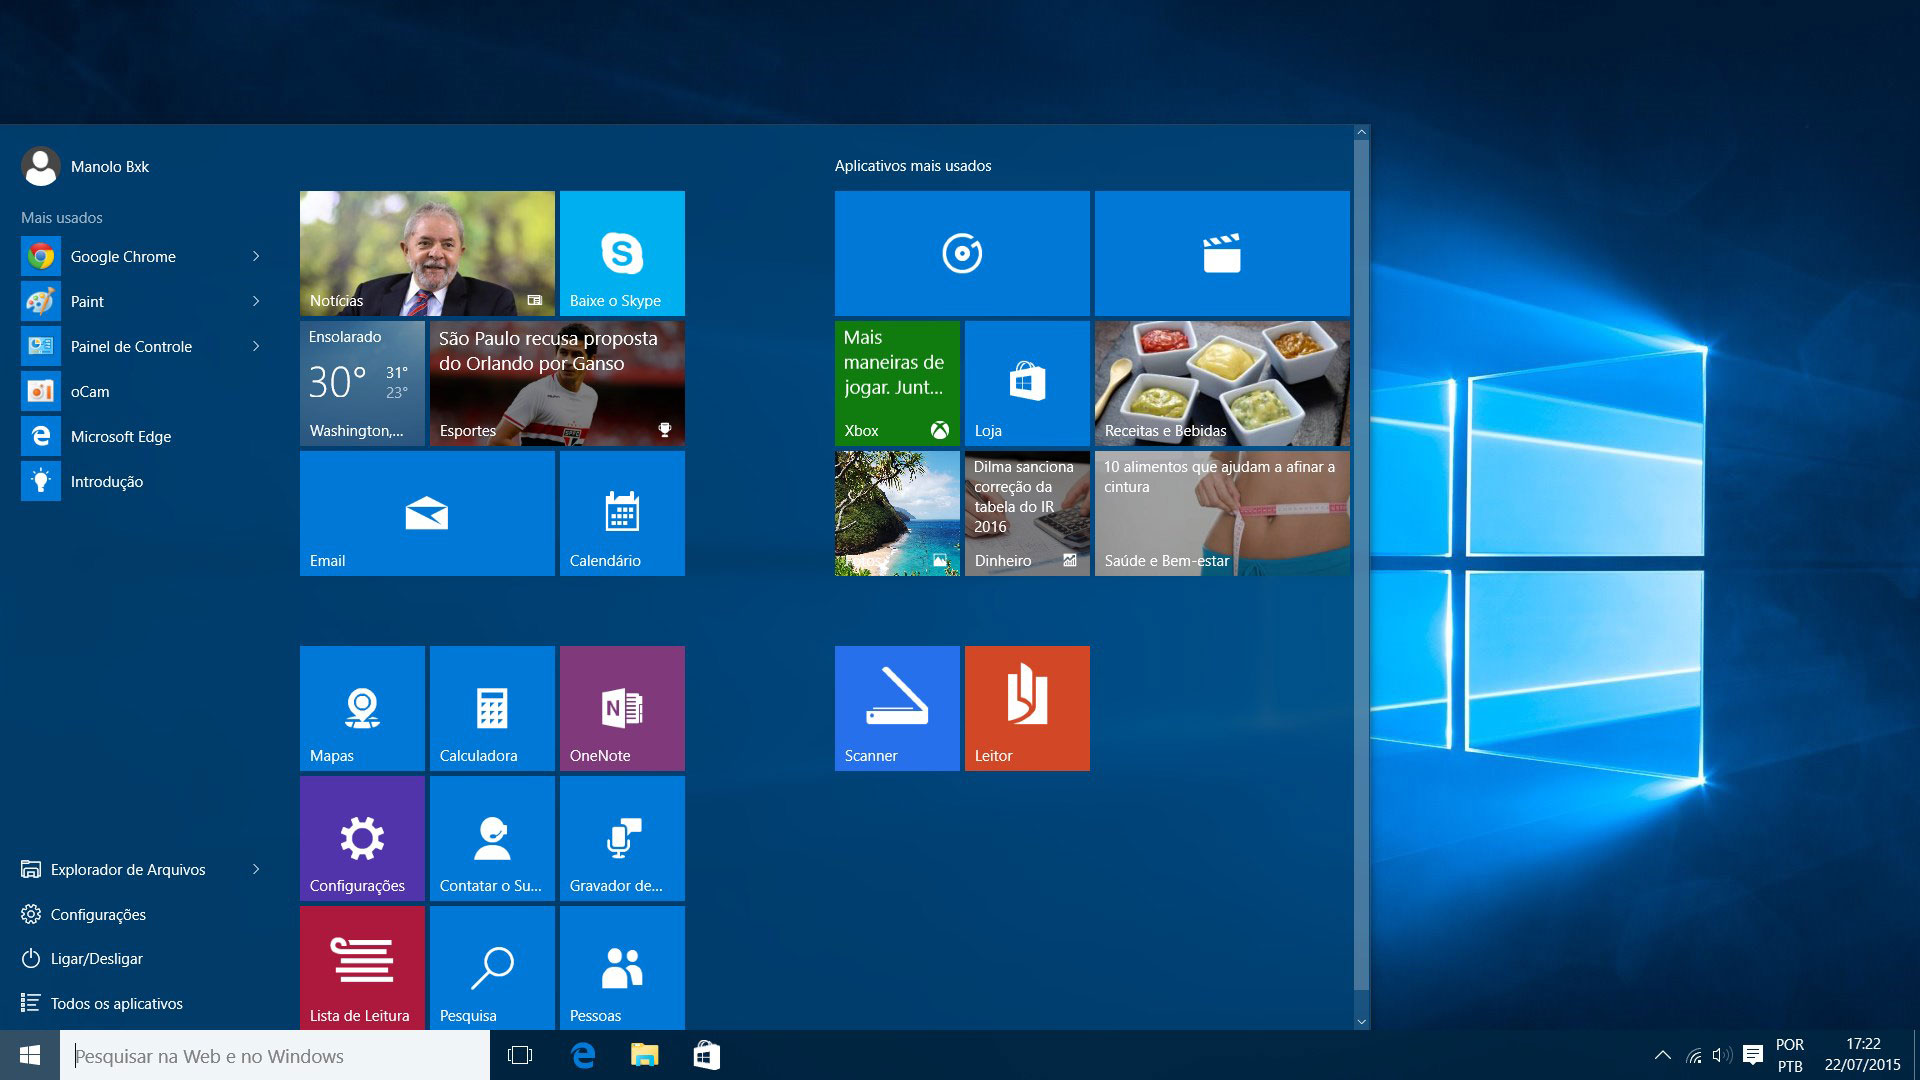 Manolo Bxk
Mais usados
Google Chrome
Paint
Painel de Controle
oCam
Microsoft Edge
Introdução
Explorador de Arquivos
Configurações
Ligar/Desligar
Todos os aplicativos
Notícias
Baixe o Skype
Ensolarado
30°
31°
23°
Washington,...
São Paulo recusa proposta
do Orlando por Ganso
Esportes
Email
Calendário
Mapas
Calculadora
OneNote
Configurações
Contatar o Su...
Gravador de...
Lista de Leitura
Pesquisa
Pessoas
Aplicativos mais usados
Mais
maneiras de
jogar. Junt...
Xbox
Loja
Receitas e Bebidas
Dilma sanciona
correção da
tabela do IR
2016
Dinheiro
10 alimentos que ajudam a afinar a
cintura
Saúde e Bem-estar
Scanner
Leitor
Pesquisar na Web e no Windows
POR
PTB
17:22
22/07/2015